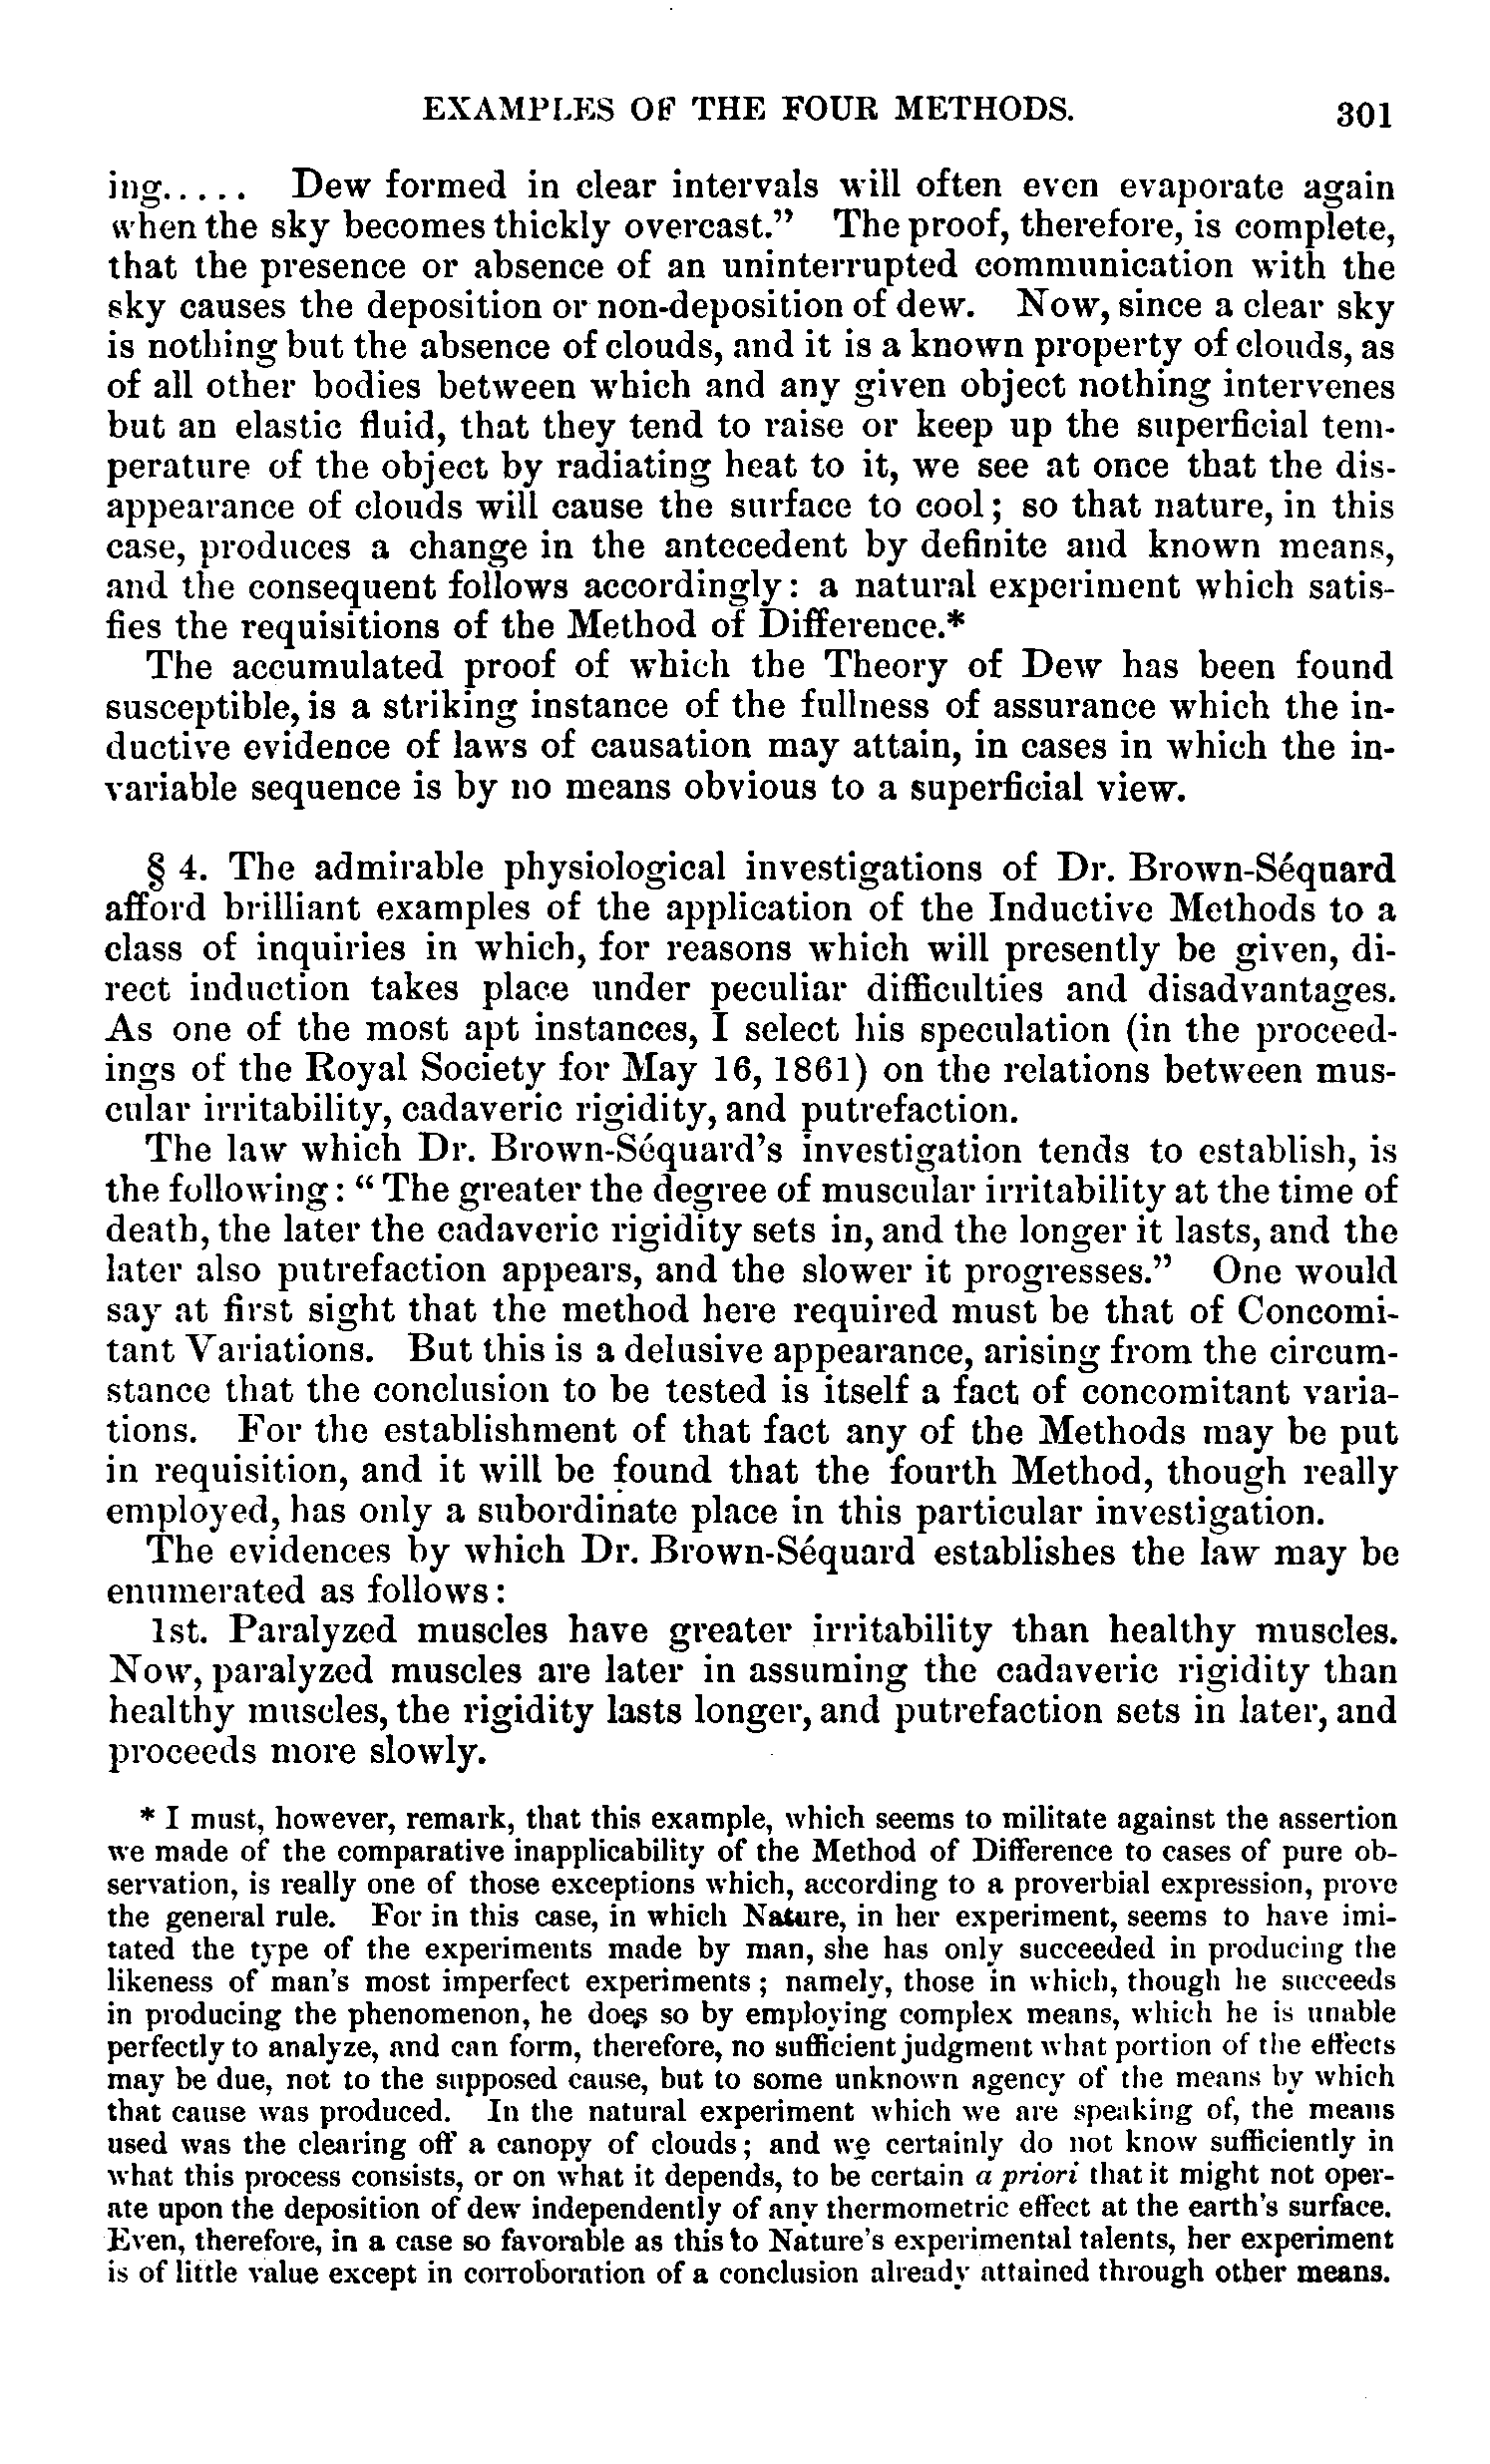 EXAMPLES OF THE FOUR METHODS. 301
ing..... Dew formed in clear intervals will often even evaporate again
when the sky becomes thickly overcast.” The proof, therefore, is complete,
that the presence or absence of an uninterrupted communication with the
sky causes the deposition or non-deposition of dew. Now, since a clear sky
is nothing but the absence of clouds, and it is a known property of clouds, as
of all other bodies between which and any given object nothing intervenes
but an elastic fluid, that they tend to raise or keep up the superficial tem-
perature of the object by radiating heat to it, we see at once that the dis-
appearance of clouds will cause the surface to cool; so that nature, in this
case, produces a change in the antecedent by definite and known means,
and the consequent follows accordingly: a natural experiment which satis-
fies the requisitions of the Method of Difference.*
The accumulated proof of which the Theory of Dew has been found
susceptible, is a striking instance of the fullness of assurance which the in-
ductive evidence of laws of causation may attain, in cases in which the in-
variable sequence is by no means obvious to a superficial view.
§ 4. The admirable physiological investigations of Dr. Brown-Séquard
afford brilliant examples of the application of the Inductive Methods to a
class of inquiries in which, for reasons which will presently be given, di-
rect induction takes place under peculiar difficulties and disadvantages.
As one of the most apt instances, I select his speculation (in the proceed-
ings of the Royal Society for May 16, 1861) on the relations between mus-
cular irritability, cadaveric rigidity, and putrefaction.
The law which Dr. Brown-Séquard's investigation tends to establish, is
the following: “The greater the degree of muscular irritability at the time of
death, the later the cadaveric rigidity sets in, and the longer it lasts, and the
later also putrefaction appears, and the slower it progresses.” One would
say at first sight that the method here required must be that of Concomi-
tant Variations. But this is a delusive appearance, arising from the circum-
stance that the conclusion to be tested is itself a fact of concomitant varia-
tions. For the establishment of that fact any of the Methods may be put
in requisition, and it will be found that the fourth Method, though really
employed, has only a subordinate place in this particular investigation.
The evidences by which Dr. Brown-Séquard establishes the law may be
enumerated as follows:
1st. Paralyzed muscles have greater irritability than healthy muscles.
Now, paralyzed muscles are later in assuming the cadaveric rigidity than
healthy muscles, the rigidity lasts longer, and putrefaction sets in later, and
proceeds more slowly.
* I must, however, remark, that this example, which seems to militate against the assertion
we made of the comparative inapplicability of the Method of Difference to cases of pure ob-
servation, is really one of those exceptions which, according to a proverbial expression, prove
the general rule. For in this case, in which Nature, in her experiment, seems to have imi-
tated the type of the experiments made by man, she has only succeeded in producing the
likeness of man's most imperfect experiments; namely, those in which, though he succeeds
in producing the phenomenon, he does so by employing complex means, which he is unable
perfectly to analyze, and can form, therefore, no sufficient judgment what portion of the effects
may be due, not to the supposed cause, but to some unknown agency of the means by which
that cause was produced. In the natural experiment which we are speaking of, the means
used was the clearing off a canopy of clouds; and we certainly do not know sufficiently in
what this process consists, or on what it depends, to be certain a priori that it might not oper-
ate upon the deposition of dew independently of any thermometric effect at the earth's surface.
Even, therefore, in a case so favorable as this to Nature's experimental talents, her experiment
is of little value except in corroboration of a conclusion already attained through other means.